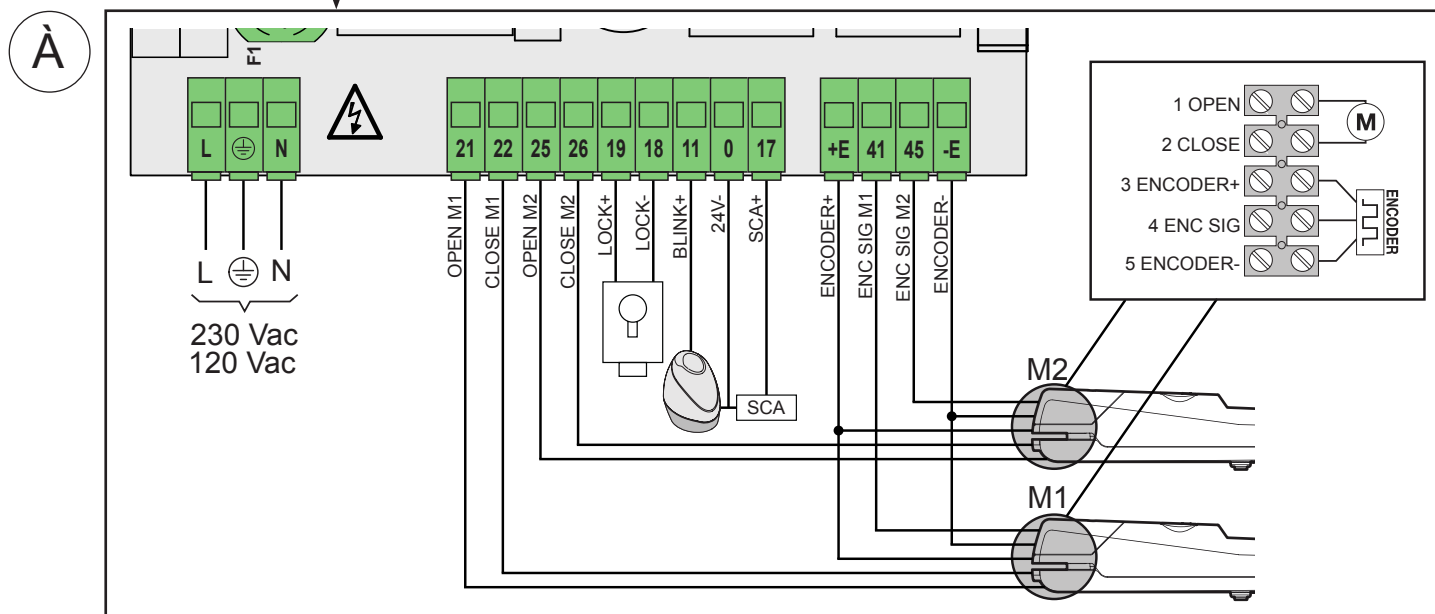 À
F1
L N
21 22 25 26 19 18 11 0 17
+E 41 45 -E
OPEN M1
CLOSE M1
OPEN M2
CLOSE M2
LOCK+
LOCK-
BLINK+
24V-
SCA+
ENCODER+
ENC SIG M1
ENC SIG M2
ENCODER-
L N
230 Vac
120 Vac
SCA
1 OPEN
2 CLOSE
3 ENCODER+
4 ENC SIG
5 ENCODER-
M
ENCODER
M2
M1